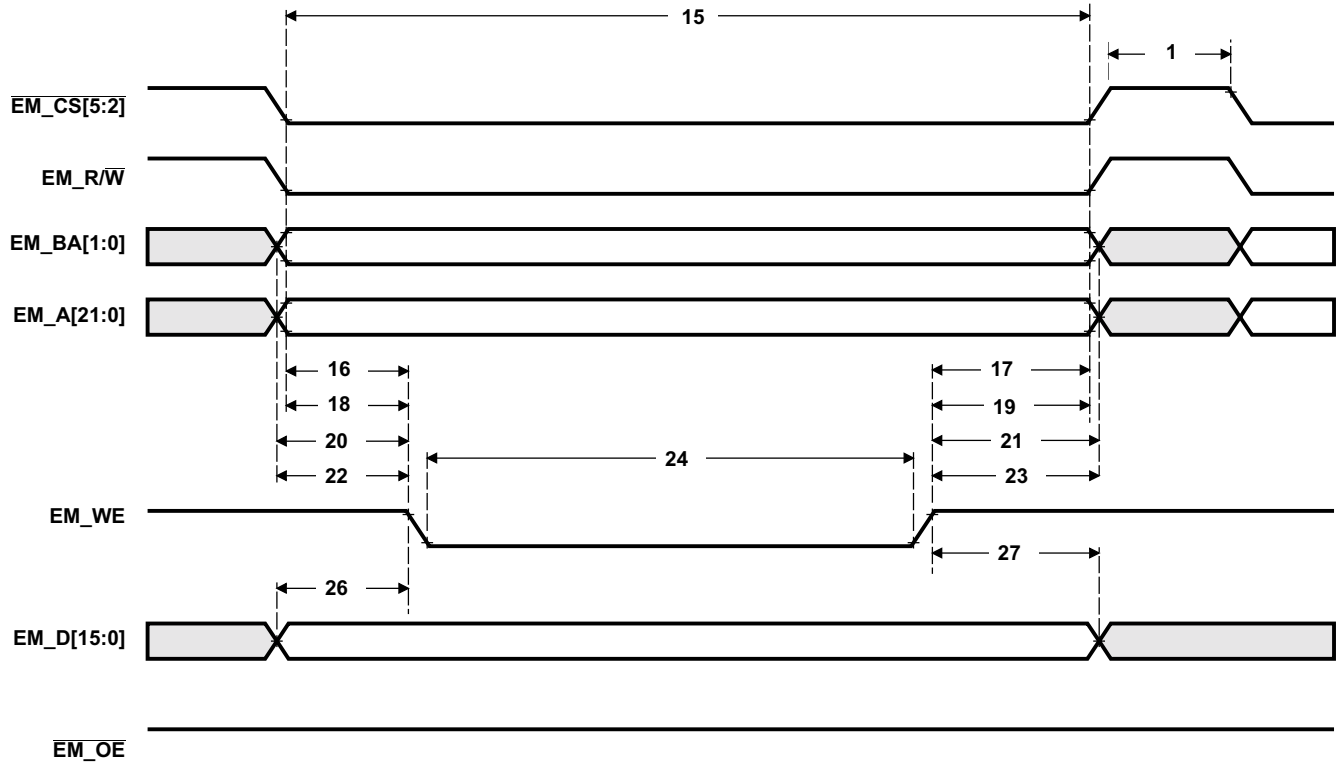 15
1
EM_CS[5:2]
EM_R/W
EM_BA[1:0]
EM_A[21:0]
16 17
18 19
20 21
22 23
24
EM_WE
27
26
EM_D[15:0]
EM_OE